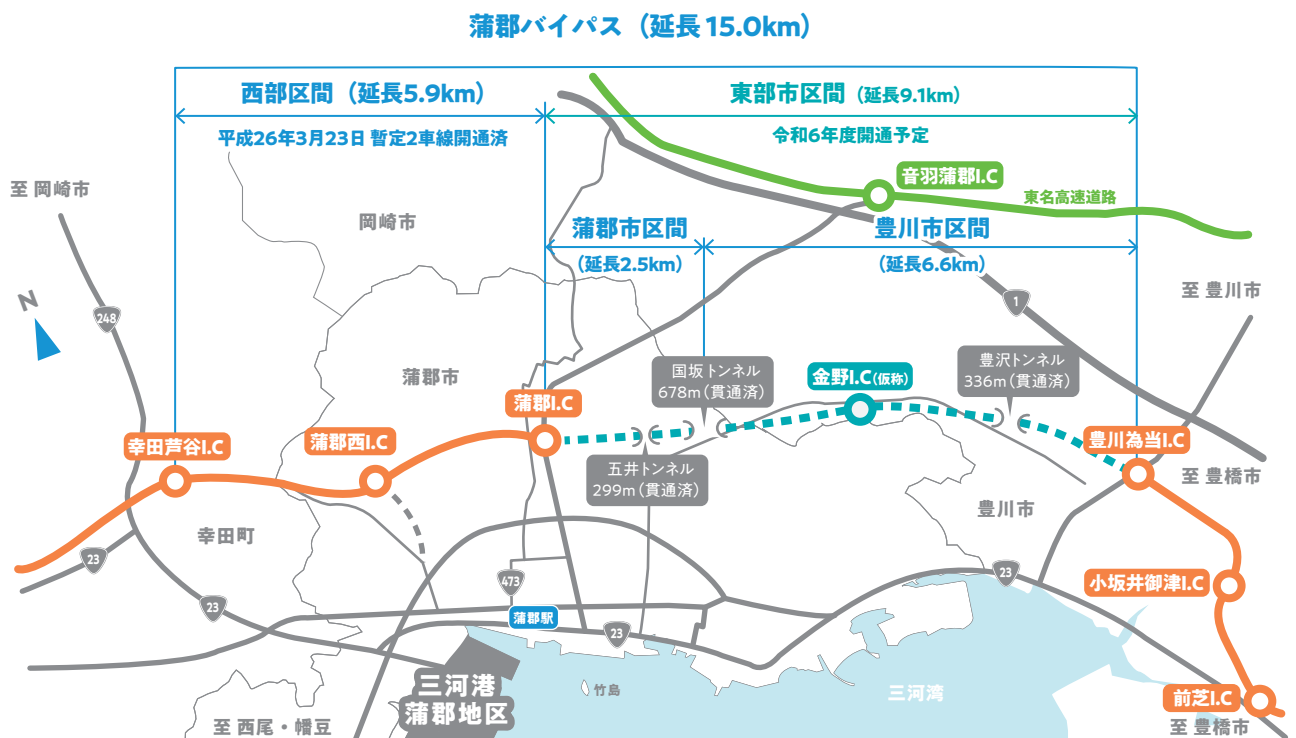 蒲郡バイパス（延長15.0km）
西部区間（延長5.9km）
東部市区間（延長9.1km）
平成26年3月23日 暫定2車線開通済
令和6年度開通予定
音羽蒲郡I.C
東名高速道路
至 岡崎市
岡崎市
蒲郡市区間
（延長2.5km）
豊川市区間
（延長6.6km）
至 豊川市
N
248
1
蒲郡市
国坂トンネル
678m（貫通済）
金野I.C（仮称）
豊沢トンネル
336m（貫通済）
蒲郡I.C
幸田芦谷I.C
蒲郡西I.C
豊川為当I.C
五井トンネル
299m（貫通済）
至 豊橋市
豊川市
幸田町
23
23
473
23
小坂井御津I.C
蒲郡駅
23
三河港
蒲郡地区
竹島
三河湾
前芝I.C
至 西尾・幡豆
至 豊橋市